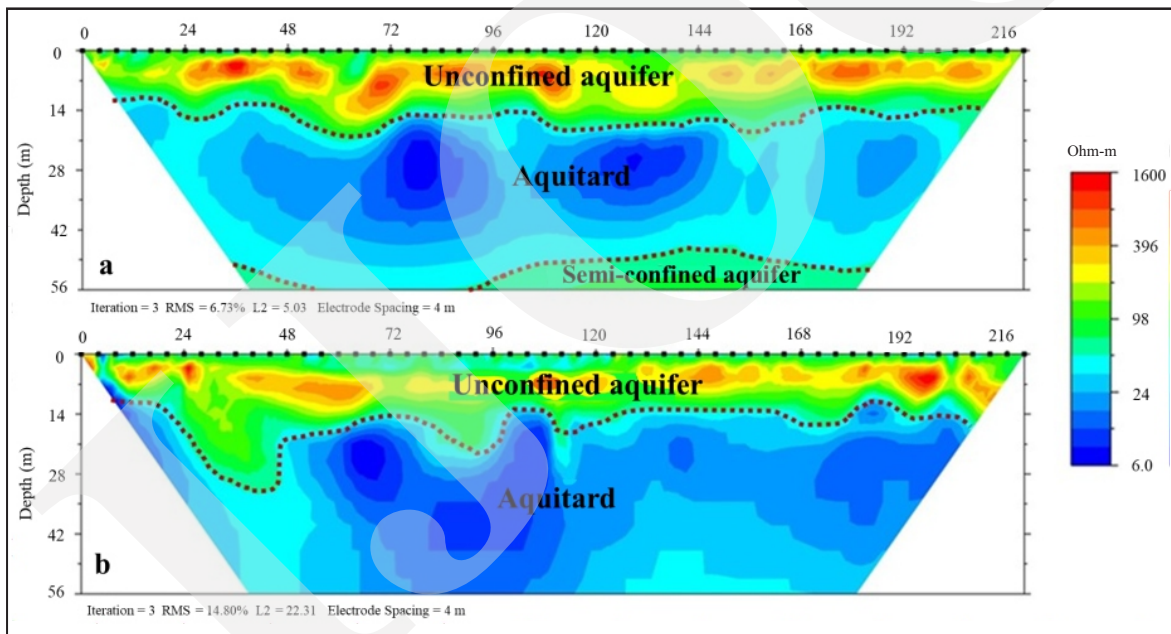 0 24 48 72 96 120 144 168 192 216
0
Unconfined aquifer
14
Ohm-m
1600
28
Aquitard
Depth (m)
396
42
a
Semi-confined aquifer
56
98
Iteration = 3 RMS = 6.73% L2 = 5.03 Electrode Spacing = 4 m
0 24 48 72 96 120 144 168 192 216
0
Unconfined aquifer
24
14
6.0
28
Aquitard
Depth (m)
42
b
56
Iteration = 3 RMS = 14.80% L2 = 22.31 Electrode Spacing = 4 m